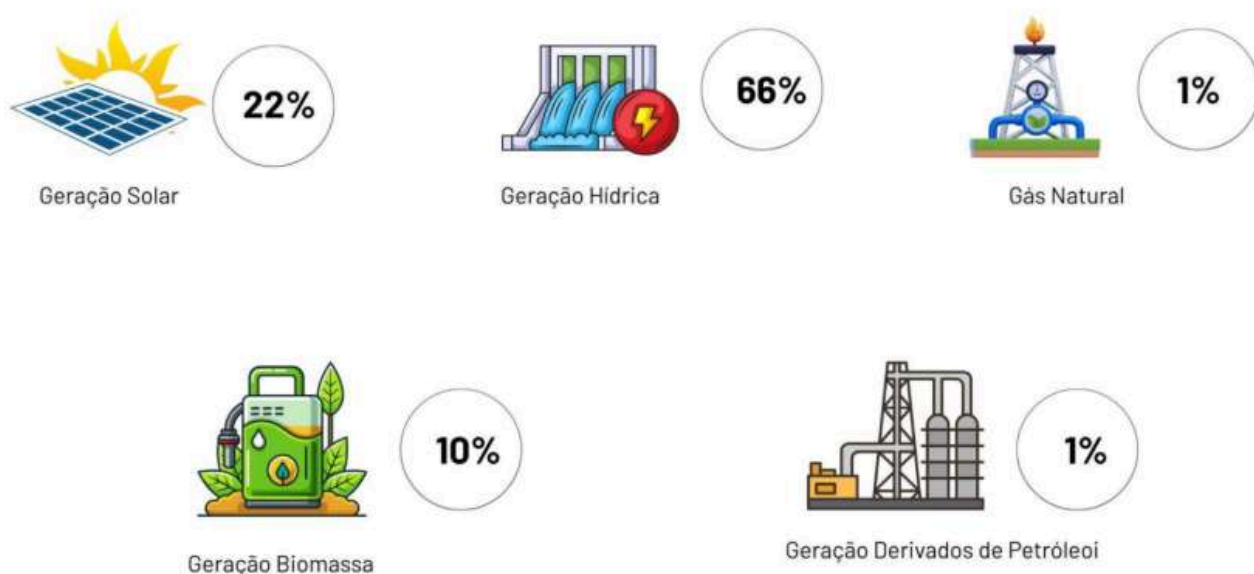 22%
66%
1%
Geração Solar
Geração Hídrica
Gás Natural
10%
1%
Geração Biomassa
Geração Derivados de Petróleoi